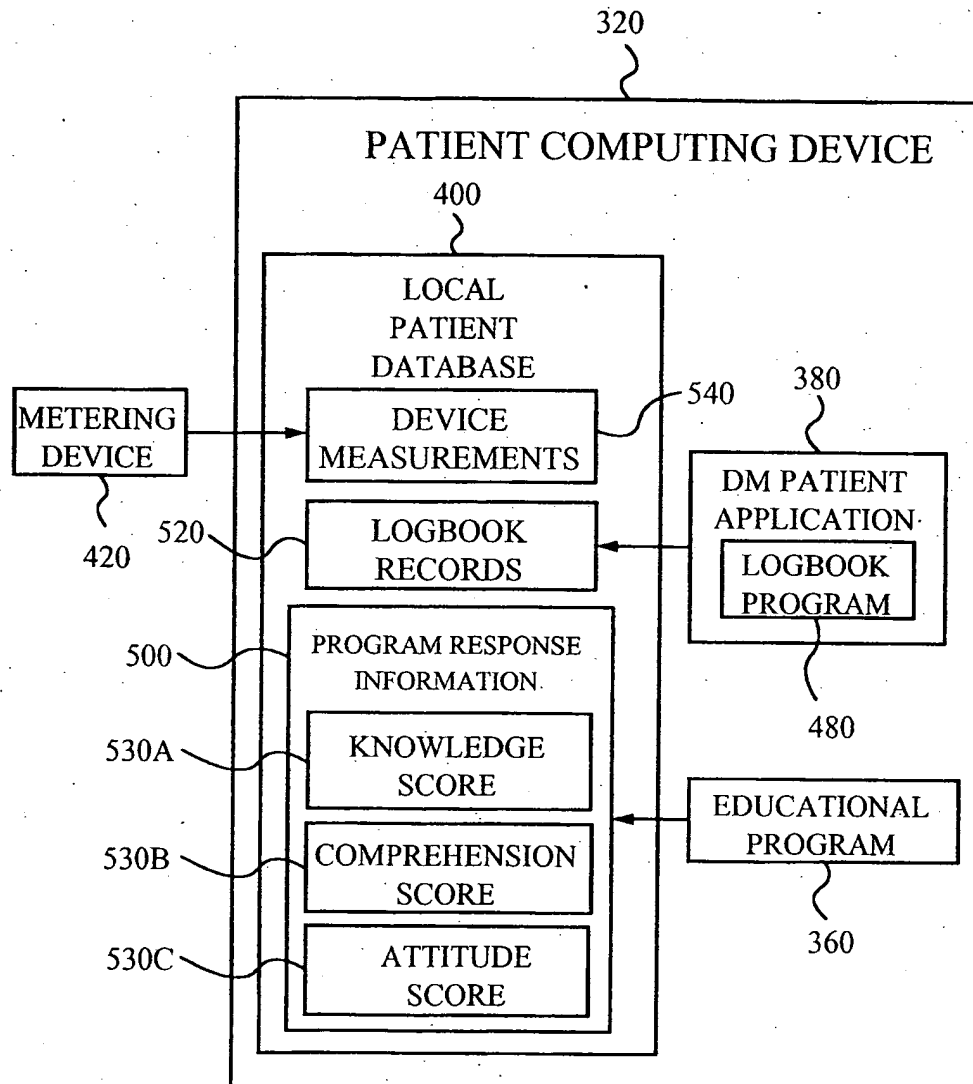 320
PATIENT COMPUTING DEVICE
400
LOCAL
PATIENT
DATABASE
METERING
DEVICE
420
DEVICE
MEASUREMENTS
540
520
LOGBOOK
RECORDS
380
DM PATIENT
APPLICATION
LOGBOOK
PROGRAM
480
500
PROGRAM RESPONSE
INFORMATION
530A
KNOWLEDGE
SCORE
530B
COMPREHENSION
SCORE
530C
ATTITUDE
SCORE
EDUCATIONAL
PROGRAM
360